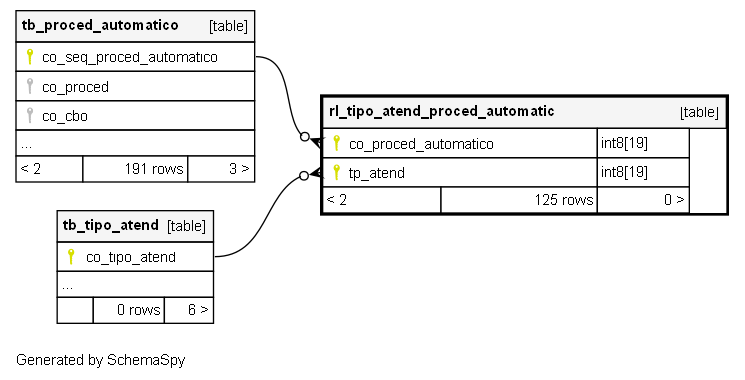 tb_proced_automatico [table]
co_seq_proced_automatico
co_proced
co_cbo
...
< 2 191 rows 3 >
rl_tipo_atend_proced_automatic [table]
co_proced_automatico int8[19]
tp_atend int8[19]
< 2 125 rows 0 >
tb_tipo_atend [table]
co_tipo_atend
...
0 rows 6 >
Generated by SchemaSpy